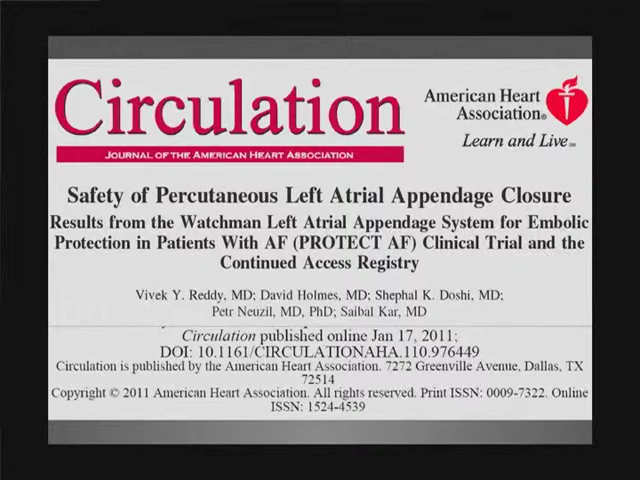 Circulation
JOURNAL OF THE AMERICAN HEART ASSOCIATION
American Heart
Association®
Learn and Live℠
Safety of Percutaneous Left Atrial Appendage Closure
Results from the Watchman Left Atrial Appendage System for Embolic
Protection in Patients With AF (PROTECT AF) Clinical Trial and the
Continued Access Registry
Vivek Y. Reddy, MD; David Holmes, MD; Shephal K. Doshi, MD;
Petr Neuzil, MD, PhD; Saibal Kar, MD
Circulation published online Jan 17, 2011;
DOI: 10.1161/CIRCULATIONAHA.110.976449
Circulation is published by the American Heart Association. 7272 Greenville Avenue, Dallas, TX
72514
Copyright © 2011 American Heart Association. All rights reserved. Print ISSN: 0009-7322. Online
ISSN: 1524-4539